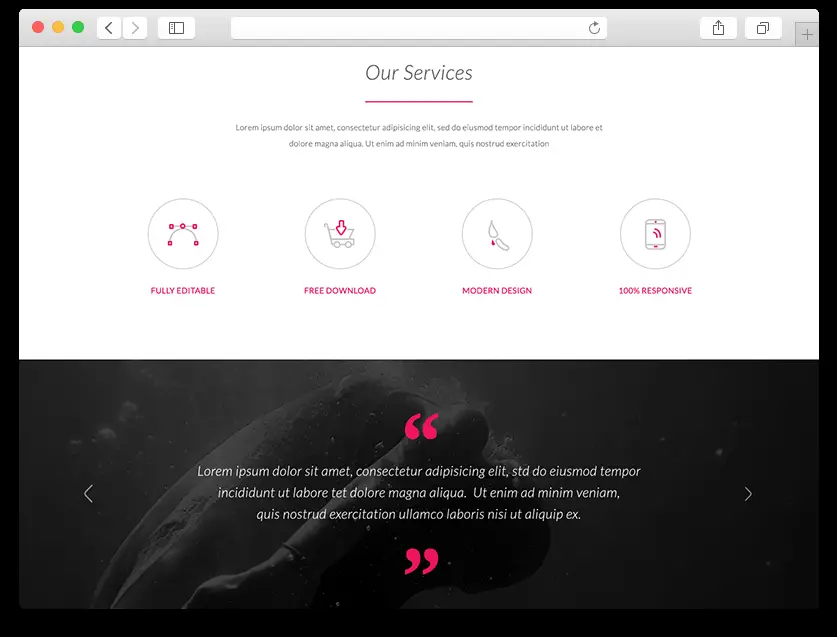 Our Services
Lorem ipsum dolor sit amet, consectetur adipisicing elit, sed do eiusmod tempor incididunt ut labore et
dolore magna aliqua. Ut enim ad minim veniam, quis nostrud exercitation
FULLY EDITABLE
FREE DOWNLOAD
MODERN DESIGN
100% RESPONSIVE
“
Lorem ipsum dolor sit amet, consectetur adipisicing elit, std do eiusmod tempor
incididunt ut labore tet dolore magna aliqua. Ut enim ad minim veniam,
quis nostrud exercitation ullamco laboris nisi ut aliquip ex.
”